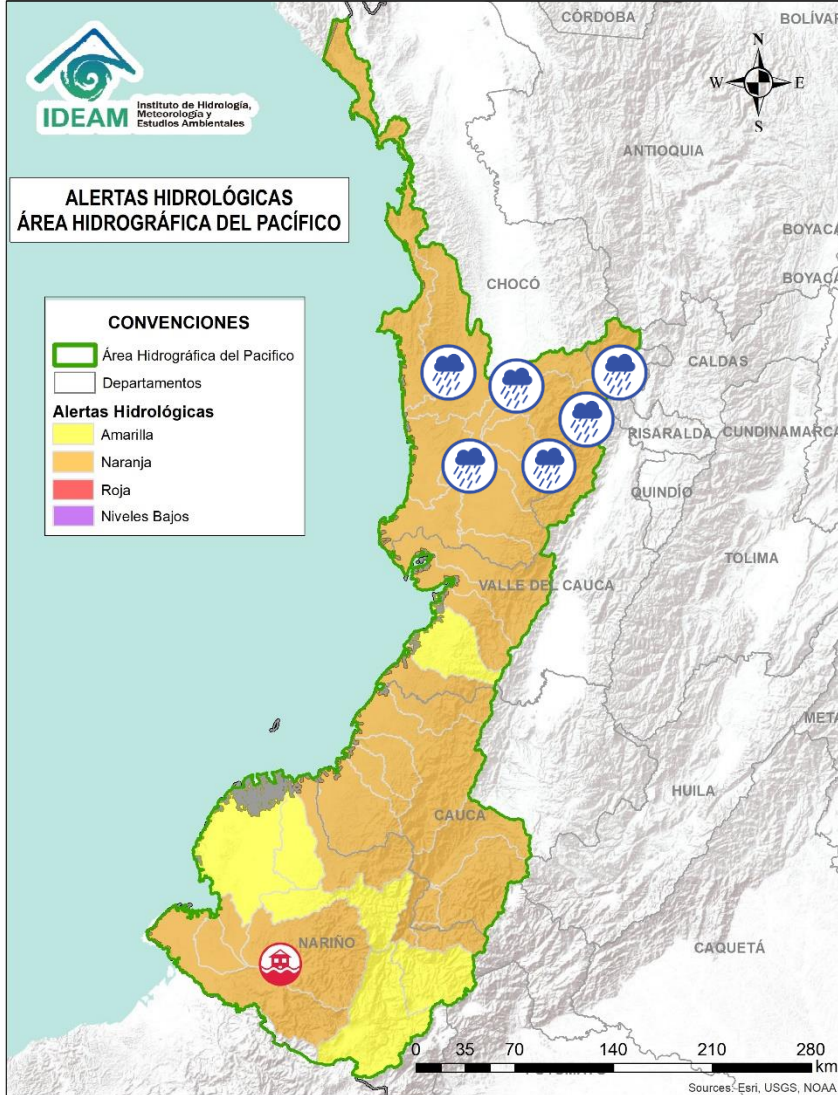 CÓRDOBA
BOLÍVAR
N
W
E
S
IDEAM
Instituto de Hidrología,
Meteorología y
Estudios Ambientales
ANTIOQUIA
ALERTAS HIDROLÓGICAS
ÁREA HIDROGRÁFICA DEL PACÍFICO
BOYACÁ
BOYACÁ
CHOCÓ
CONVENCIONES
Área Hidrográfica del Pacifico
Departamentos
Alertas Hidrológicas
Amarilla
Naranja
Roja
Niveles Bajos
CALDAS
RISARALDA
CUNDINAMARCA
QUINDÍO
TOLIMA
VALLE DEL CAUCA
META
HUILA
CAUCA
NARIÑO
CAQUETÁ
0 35 70 140 210 280
km
PUTUMAYO
Sources: Esri, USGS, NOAA